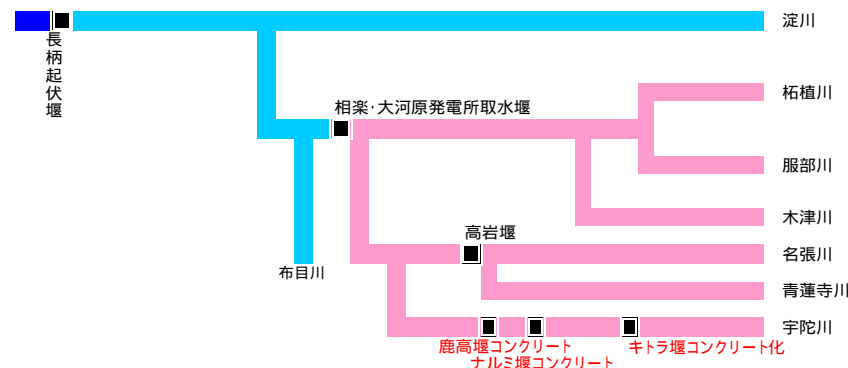 淀川
長柄起伏堰
柘植川
相楽･大河原発電所取水堰
服部川
木津川
高岩堰
名張川
布目川
青蓮寺川
宇陀川
鹿高堰コンクリート
キトラ堰コンクリート化
ナルミ堰コンクリート